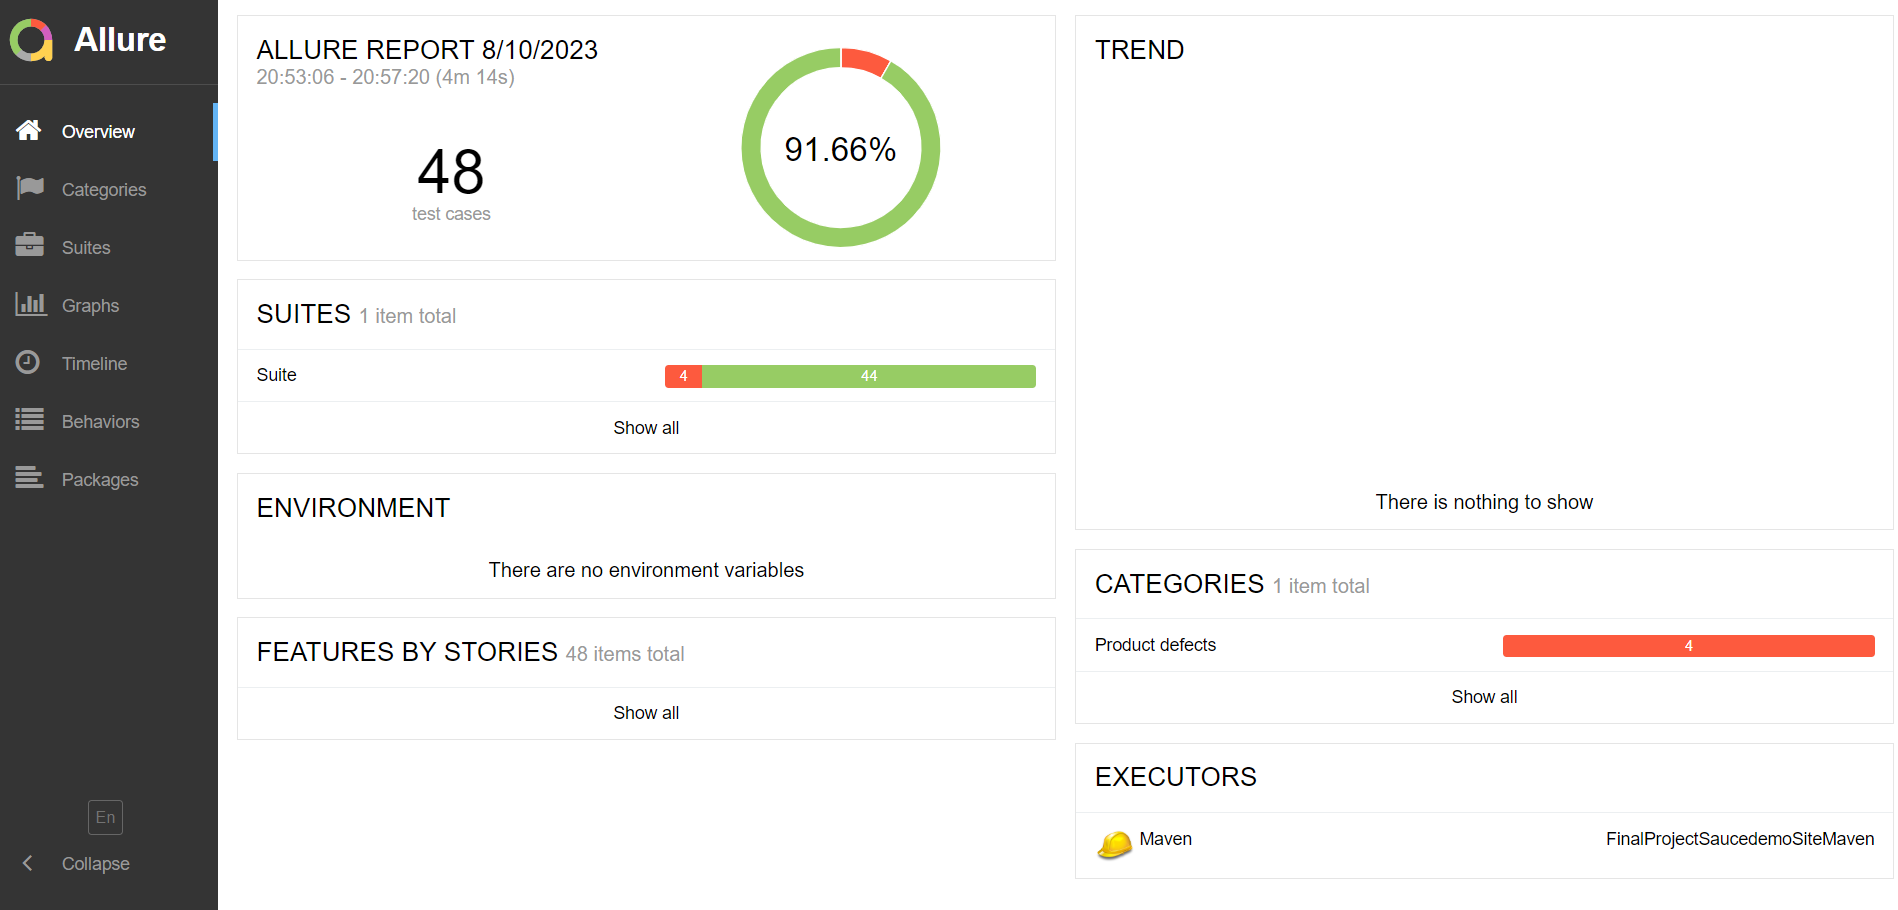 Allure
Overview
Categories
Suites
Graphs
Timeline
Behaviors
Packages
En
Collapse
ALLURE REPORT 8/10/2023
20:53:06 - 20:57:20 (4m 14s)
48
test cases
91.66%
SUITES 1 item total
Suite 4 44
Show all
ENVIRONMENT
There are no environment variables
FEATURES BY STORIES 48 items total
Show all
TREND
There is nothing to show
CATEGORIES 1 item total
Product defects 4
Show all
EXECUTORS
Maven FinalProjectSaucedemoSiteMaven